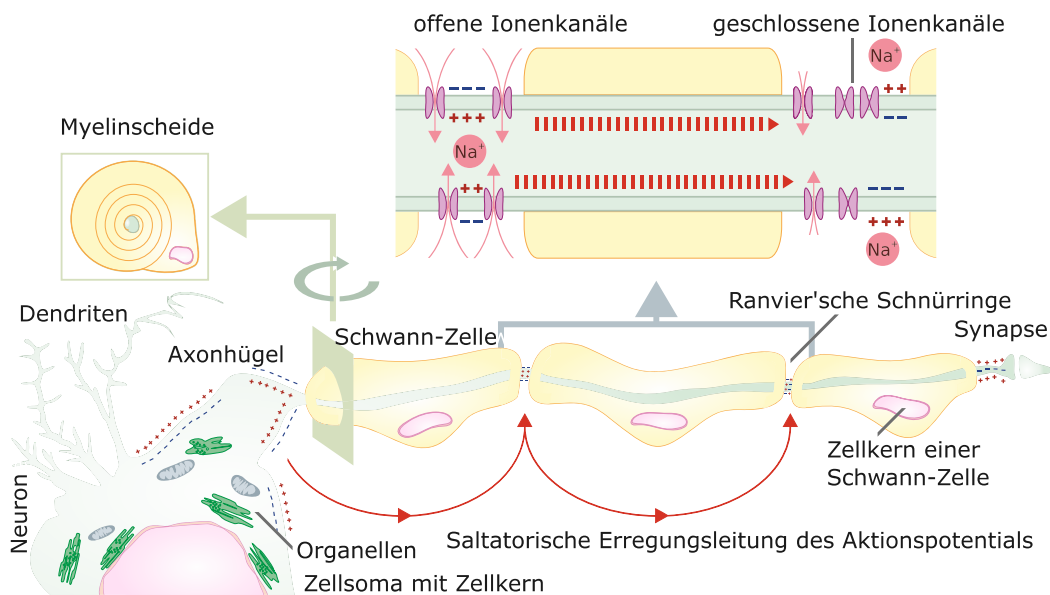 offene Ionenkanäle
geschlossene Ionenkanäle
Na+
Myelinscheide
Na+
Na+
Dendriten
Ranvier'sche Schnürringe
Synapse
Schwann-Zelle
Axonhügel
Zellkern einer
Schwann-Zelle
Neuron
Organellen
Saltatorische Erregungsleitung des Aktionspotentials
Zellsoma mit Zellkern